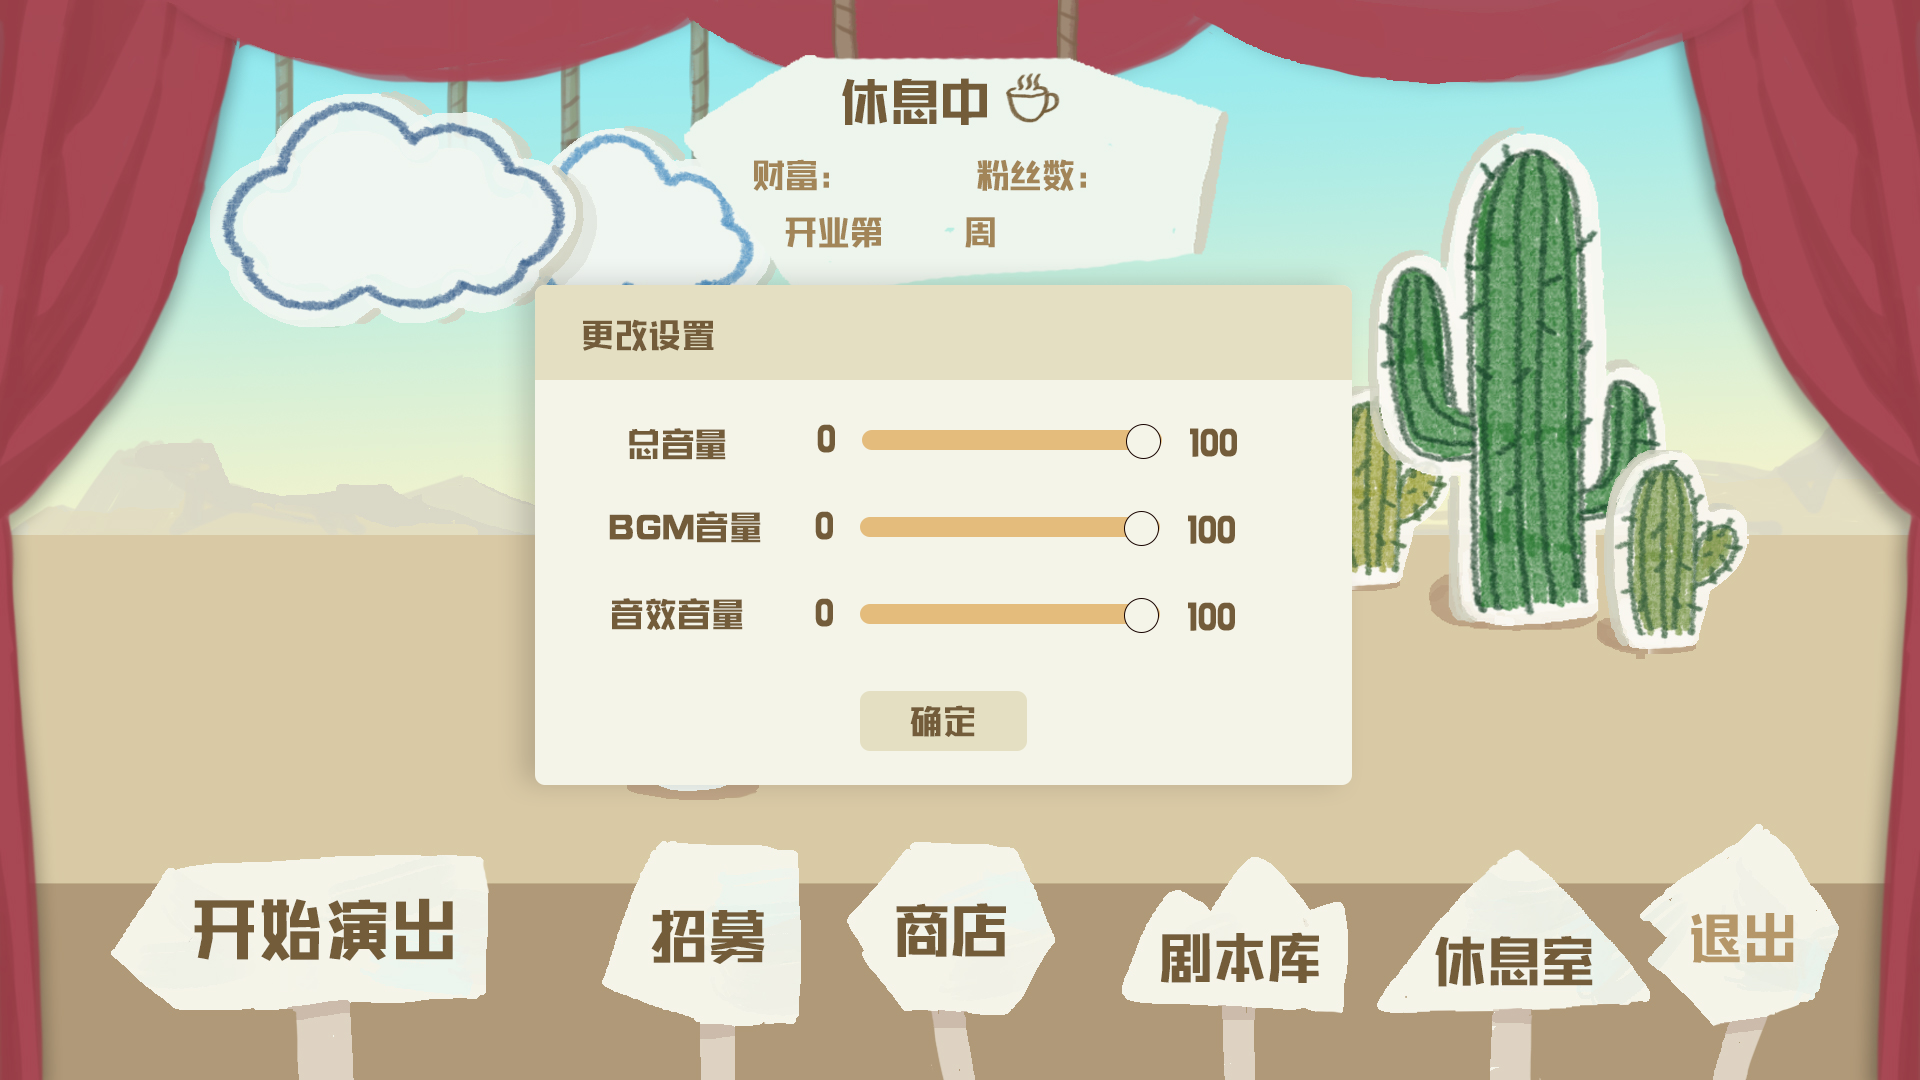 休息中
财富： 粉丝数：
开业第 周
更改设置
总音量 0 100
BGM音量 0 100
音效音量 0 100
确定
开始演出 招募 商店 剧本库 休息室 退出